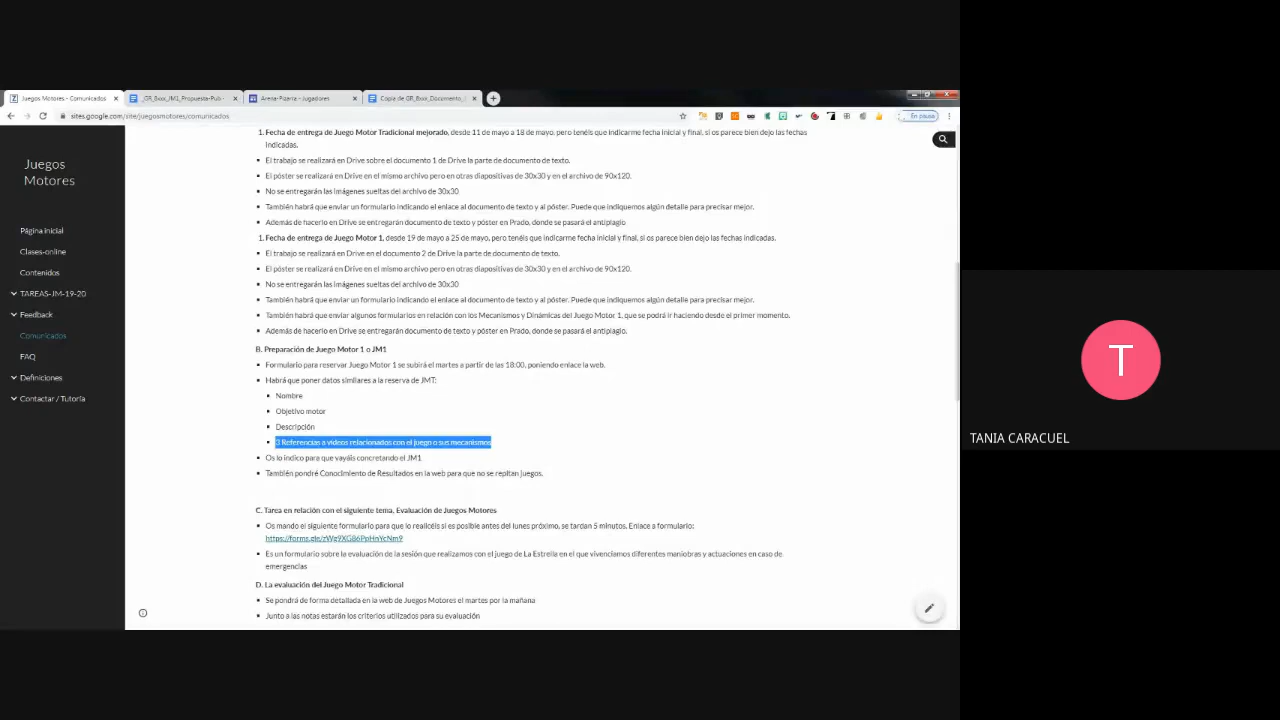 Juegos Motores - Comunicados
_GR_Bxxx_JM1_Propuesta-Pub -
Arena-Pizarra - jugadores
Copia de GR_Bxxx_Documento_
sites.google.com/site/juegosmotores/comunicados
En pausa
Juegos
Motores
Página inicial
Clases-online
Contenidos
TAREAS-JM-19-20
Feedback
Comunicados
FAQ
Definiciones
Contactar / Tutoría
1. Fecha de entrega de Juego Motor Tradicional mejorado, desde 11 de mayo a 18 de mayo; pero tenéis que indicarme fecha inicial y final, si os parece bien dejo las fechas
indicadas.
El trabajo se realizará en Drive sobre el documento 1 de Drive la parte de documento de texto.
El póster se realizará en Drive en el mismo archivo pero en otras diapositivas de 30x30 y en el archivo de 90x120.
No se entregarán las imágenes sueltas del archivo de 30x30
También habrá que enviar un formulario indicando el enlace al documento de texto y al póster. Puede que indiquemos algún detalle para precisar mejor.
Además de hacerlo en Drive se entregarán documento de texto y póster en Prado, donde se pasará el antiplagio
1. Fecha de entrega de Juego Motor 1, desde 19 de mayo a 25 de mayo, pero tenéis que indicarme fecha inicial y final, si os parece bien dejo las fechas indicadas.
El trabajo se realizará en Drive en el documento 2 de Drive la parte de documento de texto.
El póster se realizará en Drive en el mismo archivo pero en otras diapositivas de 30x30 y en el archivo de 90x120.
No se entregarán las imágenes sueltas del archivo de 30x30
También habrá que enviar un formulario indicando el enlace al documento de texto y al póster. Puede que indiquemos algún detalle para precisar mejor.
También habrá que enviar algunos formularios en relación con los Mecanismos y Dinámicas del Juego Motor 1, que se podrá ir haciendo desde el primer momento.
Además de hacerlo en Drive se entregarán documento de texto y póster en Prado, donde se pasará el antiplagio.
B. Preparación de Juego Motor 1 o JM1
Formulario para reservar Juego Motor 1 se subirá el martes a partir de las 18:00, poniendo enlace la web.
Habrá que poner datos similares a la reserva de JMT:
Nombre
Objetivo motor
Descripción
3 Referencias a vídeos relacionados con el juego o sus mecanismos
Os lo indico para que vayáis concretando el JM1
También pondré Conocimiento de Resultados en la web para que no se repitan juegos.
C. Tarea en relación con el siguiente tema, Evaluación de Juegos Motores
Os mando el siguiente formulario para que lo realicéis si es posible antes del lunes próximo, se tardan 5 minutos. Enlace a formulario:
https://forms.gle/zWg9XG86PpHnYcNm9
Es un formulario sobre la evaluación de la sesión que realizamos con el juego de La Estrella en el que vivenciamos diferentes maniobras y actuaciones en caso de
emergencias
D. La evaluación del Juego Motor Tradicional
Se pondrá de forma detallada en la web de Juegos Motores el martes por la mañana
Junto a las notas estarán los criterios utilizados para su evaluación
T
TANIA CARACUEL